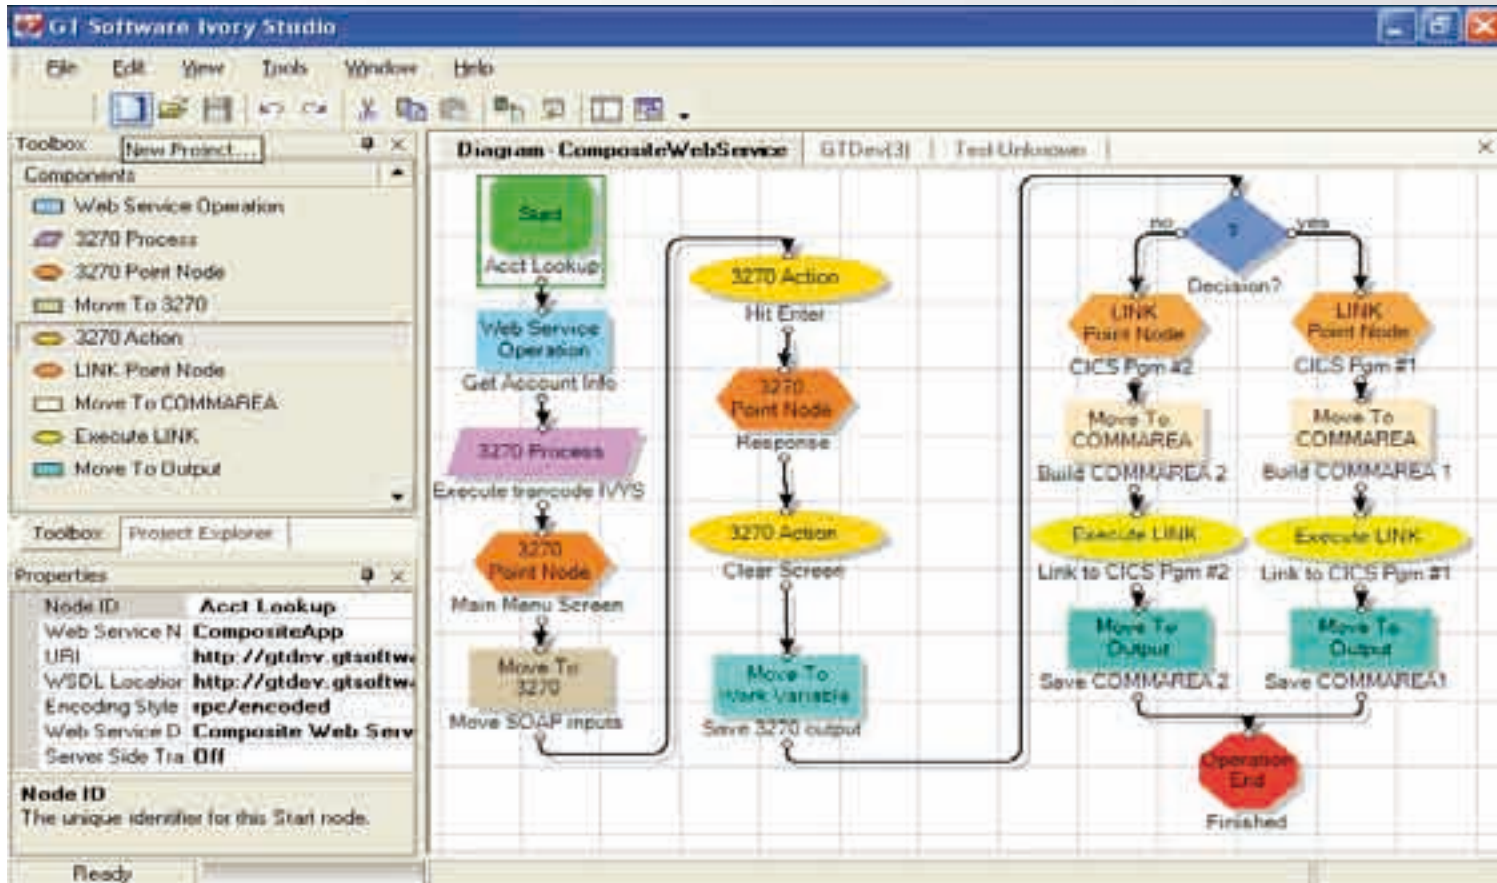 GT Software Ivory Studio
File Edit View Tools Window Help
Toolbox
New Project...
Components
Web Service Operation
3270 Process
3270 Point Node
Move To 3270
3270 Action
LINK Point Node
Move To COMMAREA
Execute LINK
Move To Output
Toolbox Project Explorer
Properties
Node ID Acct Lookup
Web Service N CompositeApp
URI http://gtdev.gtsoftw
WSDL Location http://gtdev.gtsoftw
Encoding Style rpc/encoded
Web Service D Composite Web Serv
Server Side Tra Off
Node ID
The unique identifier for this Start node.
Ready
Diagram - CompositeWebService GTDev(3) Test Unknown
Start
Acct Lookup
Web Service
Operation
Get Account Info
3270 Process
Execute trancode IVYS
3270
Point Node
Main Menu Screen
Move To
3270
Move SOAP inputs
3270 Action
Hit Enter
3270
Point Node
Response
3270 Action
Clear Screen
Move To
Work Variable
Save 3270 output
?
no yes
Decision?
LINK
Point Node
CICS Pgm #2
Move To
COMMAREA
Build COMMAREA 2
Execute LINK
Link to CICS Pgm #2
Move To
Output
Save COMMAREA 2
LINK
Point Node
CICS Pgm #1
Move To
COMMAREA
Build COMMAREA 1
Execute LINK
Link to CICS Pgm #1
Move To
Output
Save COMMAREA1
Operation
End
Finished